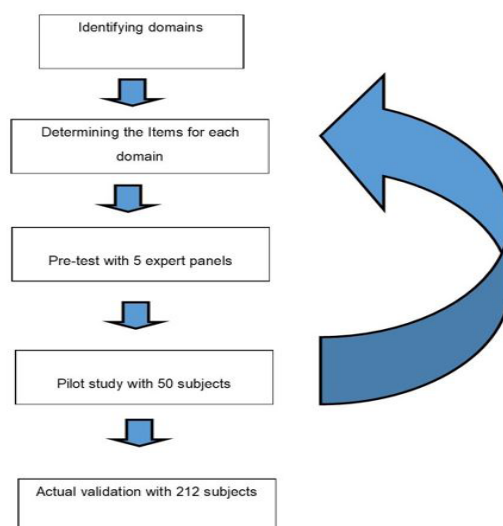 Identifying domains
Determining the Items for each
domain
Pre-test with 5 expert panels
Pilot study with 50 subjects
Actual validation with 212 subjects